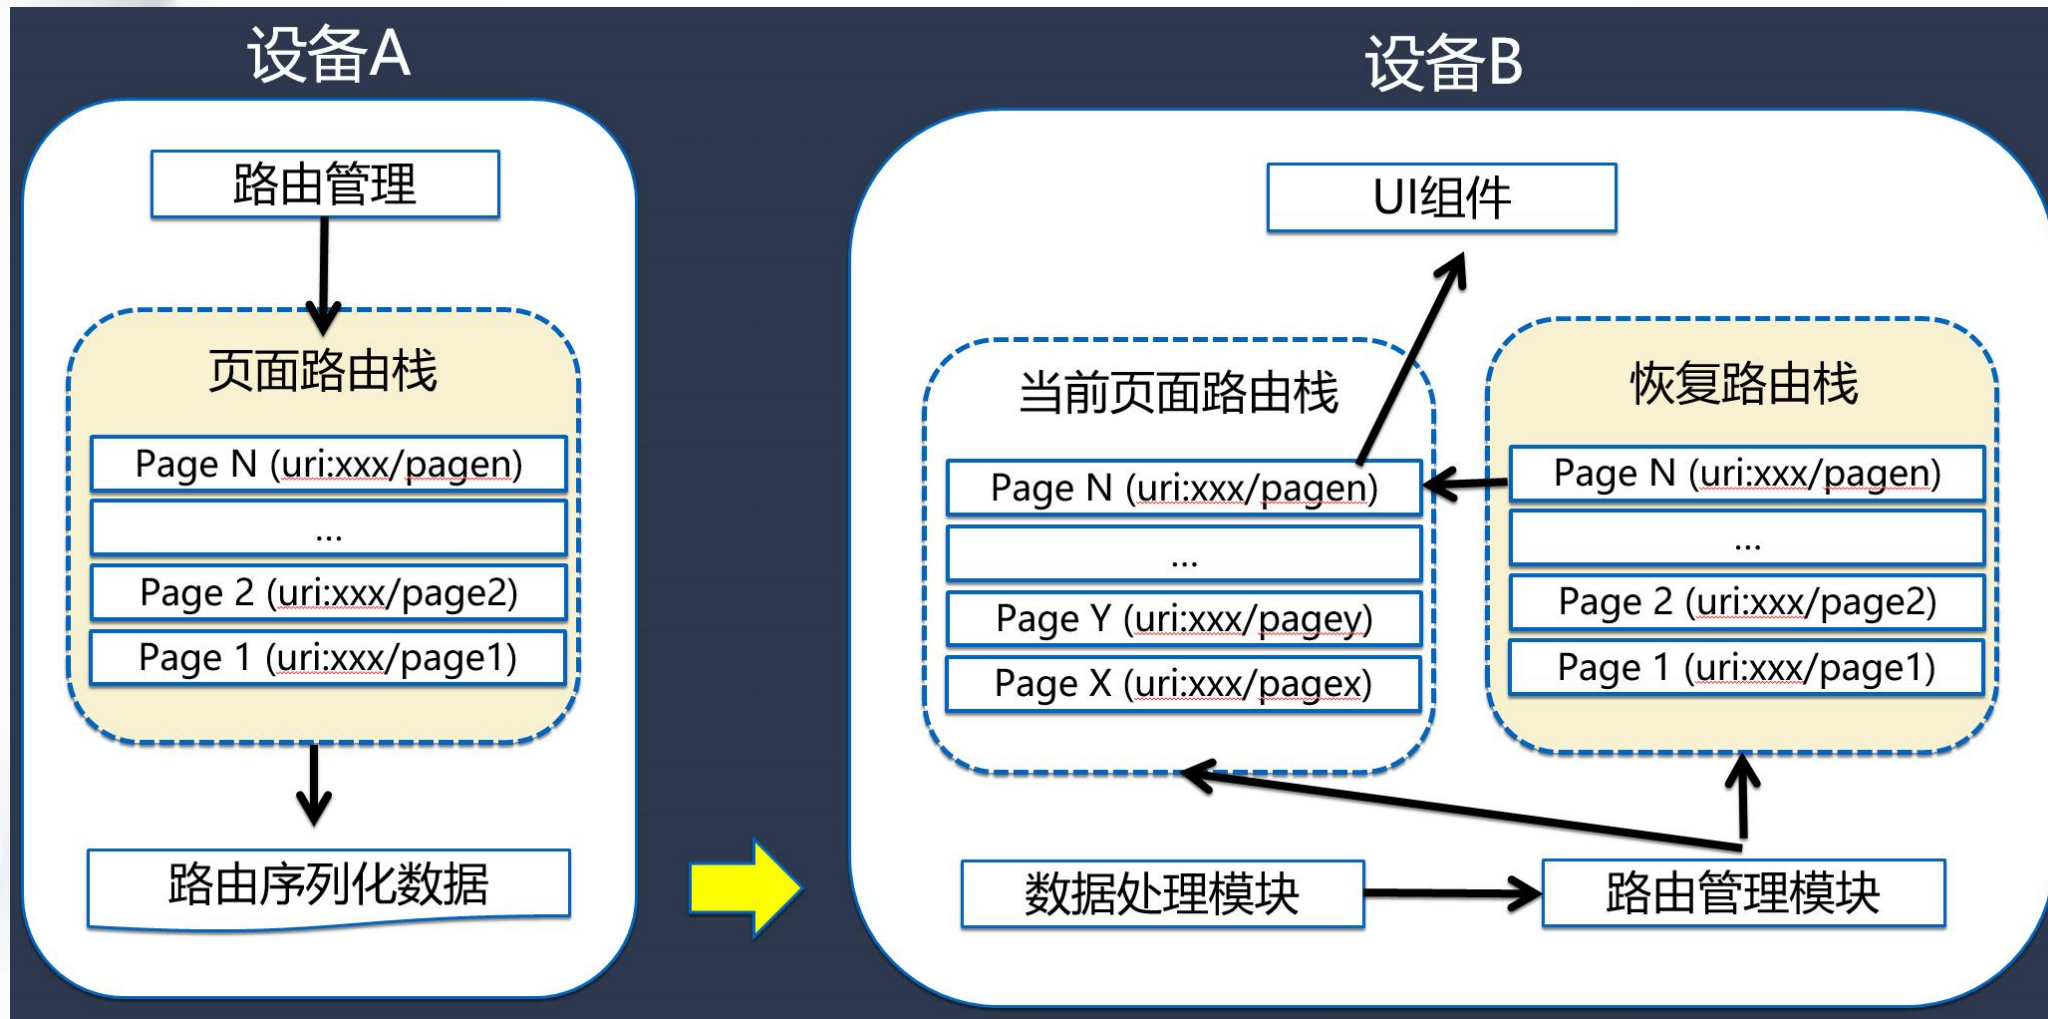 设备A
路由管理
页面路由栈
Page N (uri:xxx/pagen)
...
Page 2 (uri:xxx/page2)
Page 1 (uri:xxx/page1)
路由序列化数据
设备B
UI组件
当前页面路由栈
Page N (uri:xxx/pagen)
...
Page Y (uri:xxx/pagey)
Page X (uri:xxx/pagex)
恢复路由栈
Page N (uri:xxx/pagen)
...
Page 2 (uri:xxx/page2)
Page 1 (uri:xxx/page1)
数据处理模块
路由管理模块